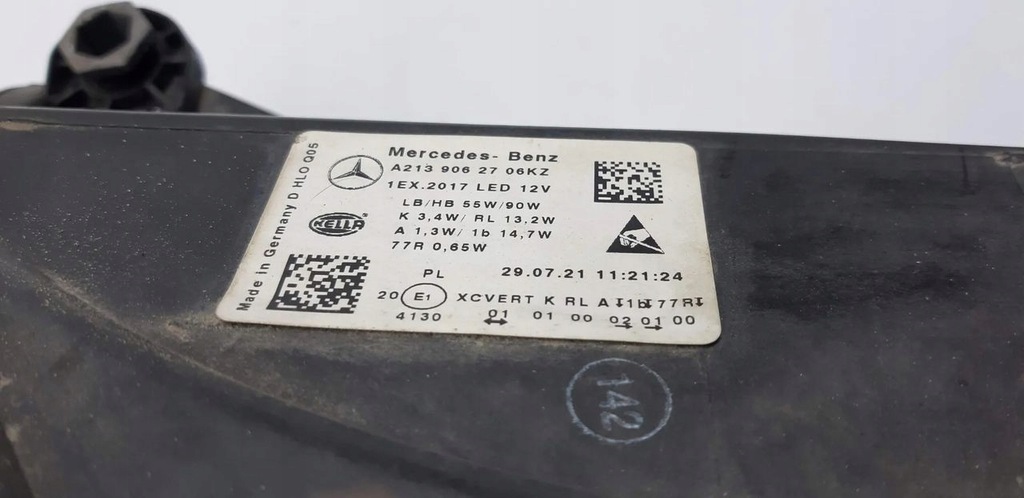 Mercedes- Benz
A213 906 27 06KZ
1EX.2017 LED 12V
LB/HB 55W/90W
K 3,4W/ RL 13.2W
A 1,3W/ 1b 14,7W
77R 0,65W
HELLA
Made in Germany D HLO Q05
PL 29.07.21 11:21:24
20 E1 XCVERT K RL A 1b 77R
4130 01 01 00 02 01 00
142